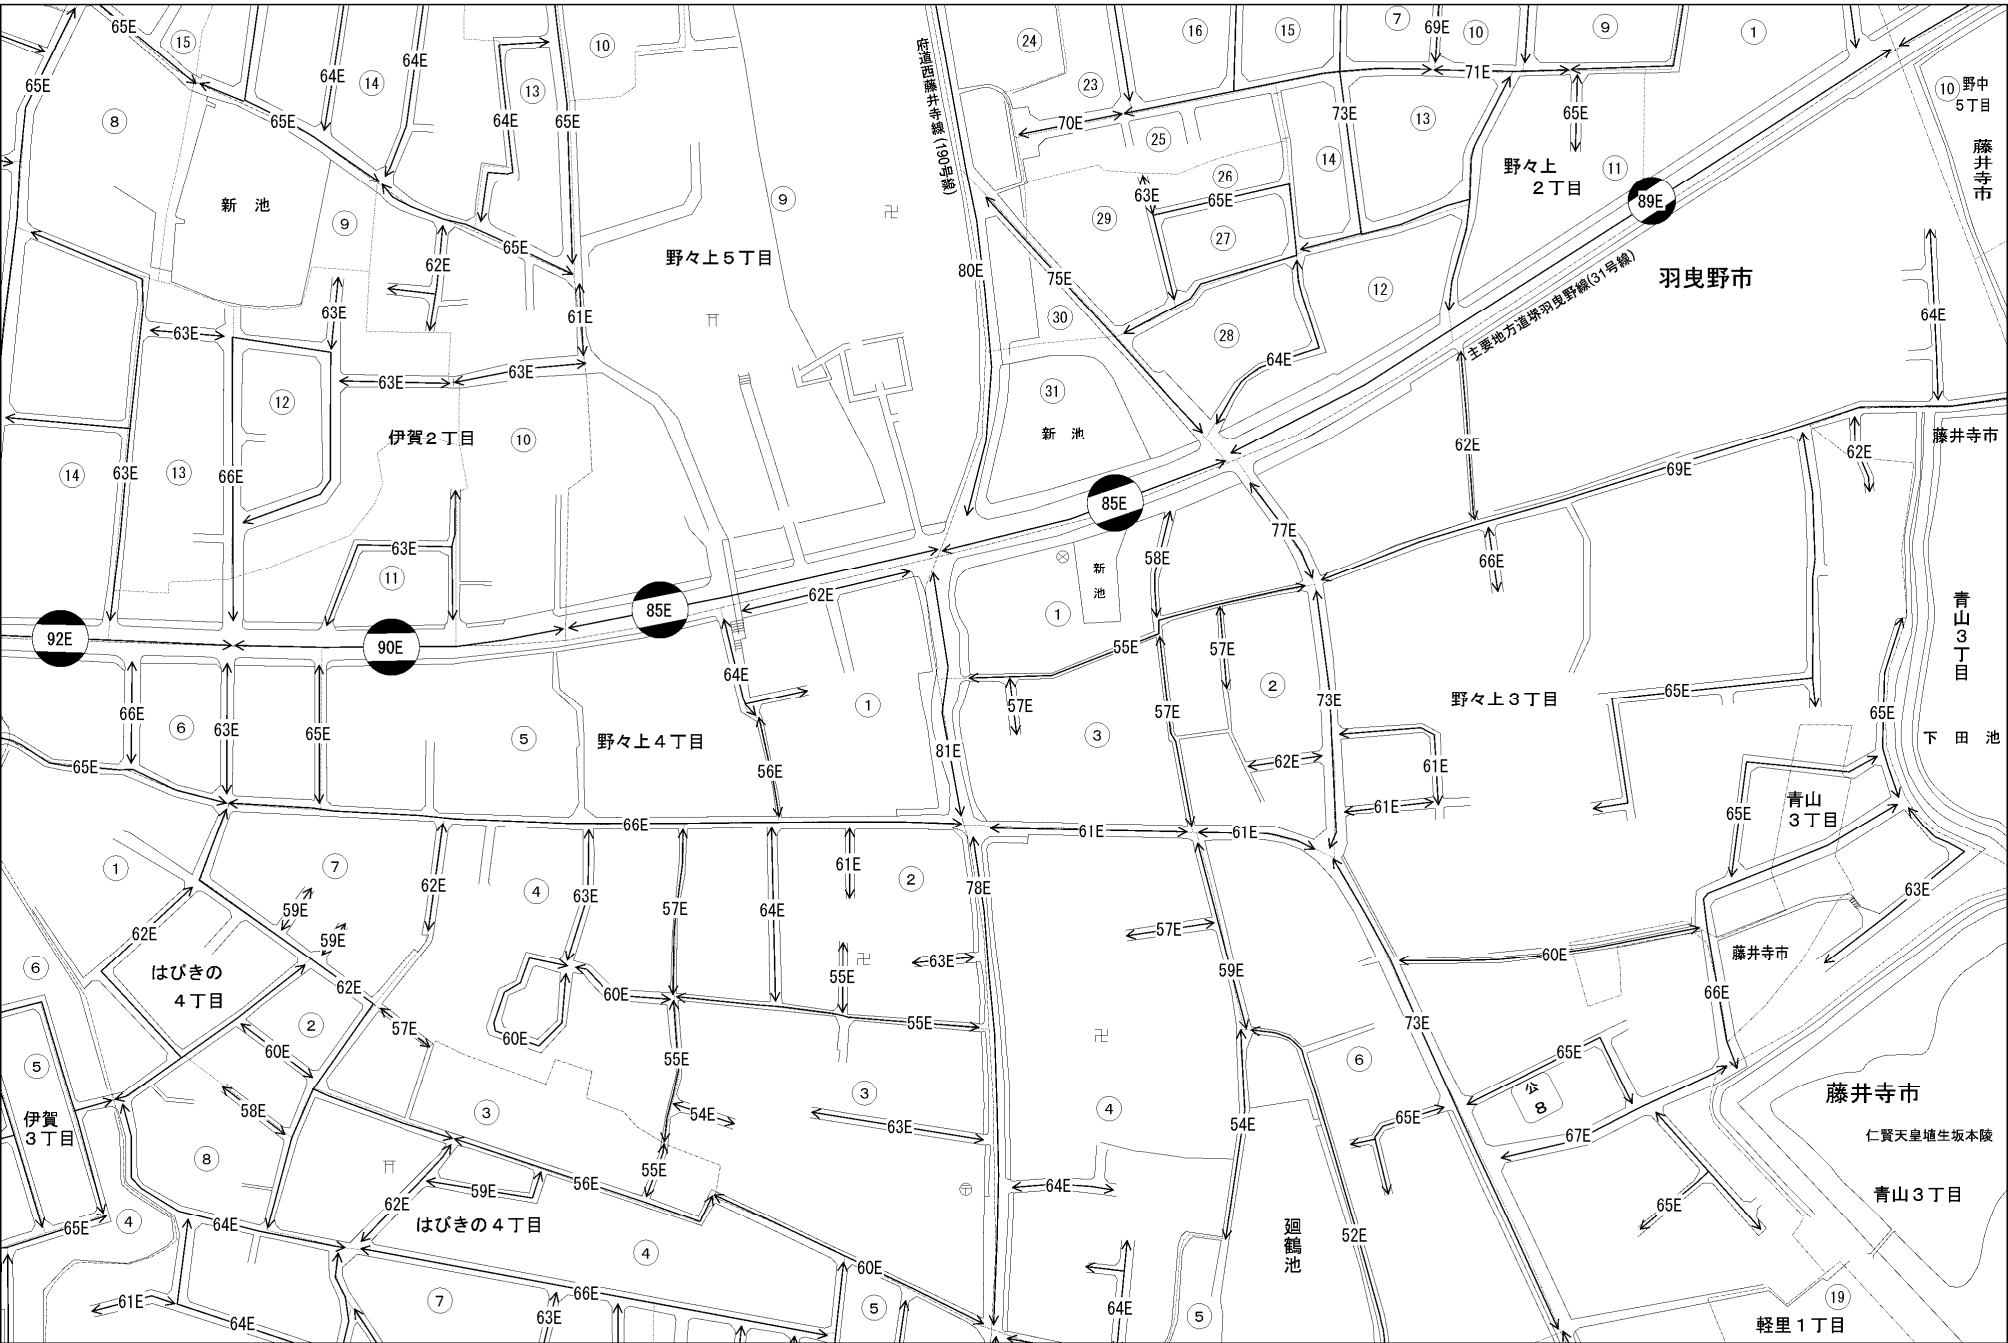 65E
15
64E
64E
14
13
10
65E
8
65E
64E
65E
新 池
9
65E
62E
61E
63E
63E
63E
63E
12
伊賀2丁目
10
14
13
63E
66E
63E
11
92E
90E
85E
野々上5丁目
9
府道西藤井寺線(190号線)
80E
24
23
16
15
7
69E
10
9
1
71E
70E
25
73E
13
65E
野々上
2丁目
11
14
26
63E
65E
29
27
75E
30
12
28
64E
31
新 池
89E
主要地方道堺羽曳野線(31号線)
羽曳野市
10
野中
5丁目
藤井寺市
64E
藤井寺市
62E
69E
62E
85E
77E
66E
58E
新
池
1
62E
55E
57E
2
57E
57E
73E
野々上3丁目
65E
青山3丁目
下 田 池
65E
青山
3丁目
65E
63E
藤井寺市
66E
60E
61E
61E
62E
3
81E
61E
61E
66E
6
63E
65E
65E
5
野々上4丁目
64E
1
56E
66E
1
7
62E
4
63E
57E
64E
61E
2
78E
59E
59E
62E
はびきの
4丁目
62E
57E
2
60E
58E
60E
60E
55E
63E
55E
55E
54E
3
63E
6
5
伊賀
3丁目
65E
4
8
64E
61E
64E
3
62E
59E
56E
55E
はびきの4丁目
66E
4
60E
7
63E
5
57E
59E
4
54E
64E
64E
5
6
廻鶴池
52E
73E
65E
公
8
65E
67E
65E
藤井寺市
仁賢天皇埴生坂本陵
青山3丁目
19
軽里1丁目